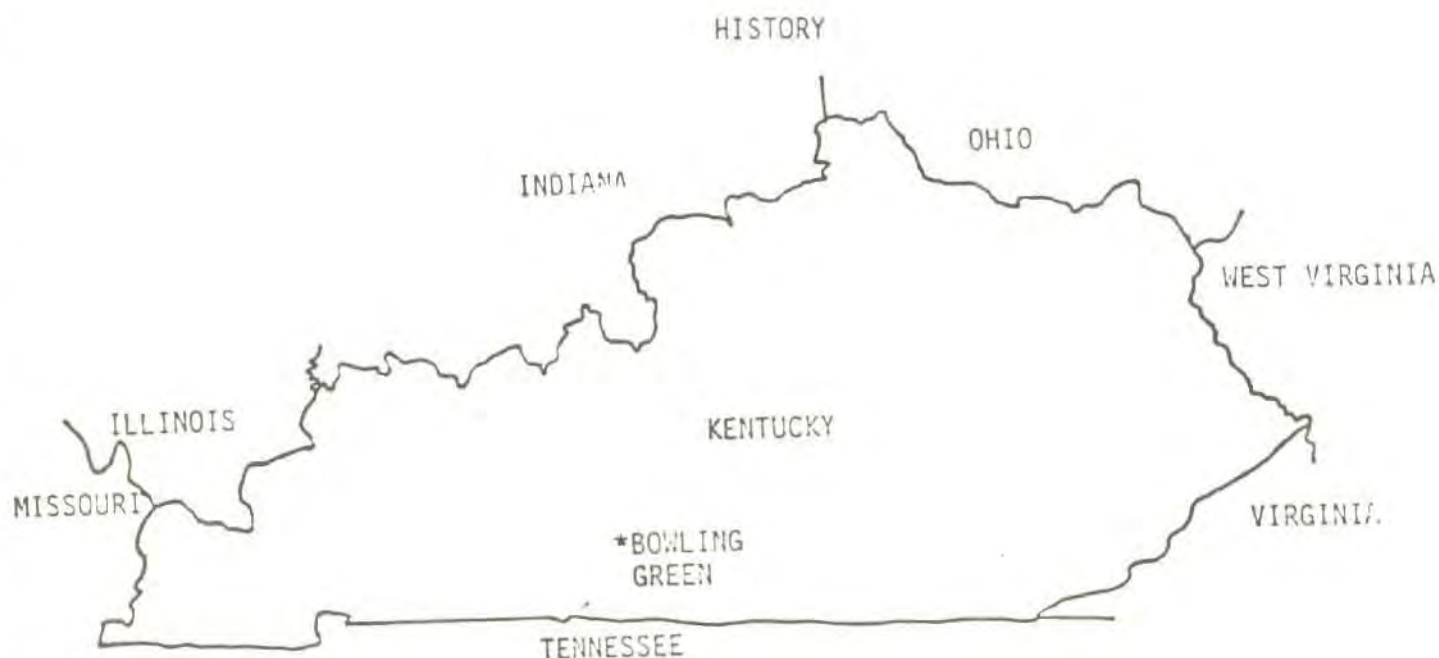 HISTORY
OHIO
INDIANA
WEST VIRGINIA
ILLINOIS
KENTUCKY
MISSOURI
VIRGINIA
*BOWLING
GREEN
TENNESSEE